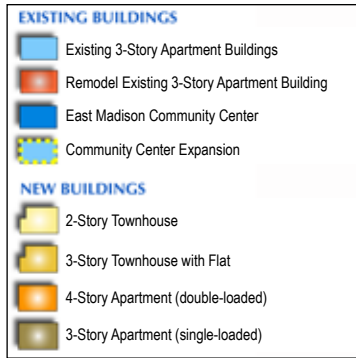 EXISTING BUILDINGS
Existing 3-Story Apartment Buildings
Remodel Existing 3-Story Apartment Building
East Madison Community Center
Community Center Expansion
NEW BUILDINGS
2-Story Townhouse
3-Story Townhouse with Flat
4-Story Apartment (double-loaded)
3-Story Apartment (single-loaded)